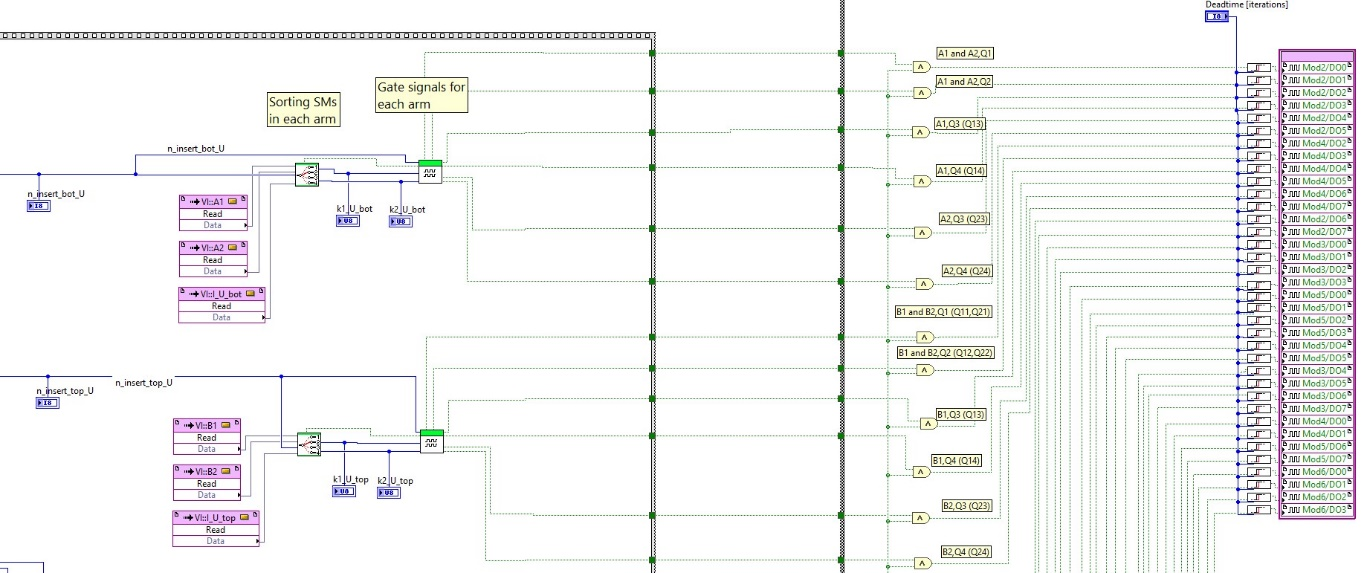 Deadtime [iterations]
I8
Sorting SMs
in each arm
Gate signals for
each arm
n_insert_bot_U
n_insert_bot_U
I8
VI::A1
Read
Data
VI::A2
Read
Data
VI::I_U_bot
Read
Data
k1_U_bot
U8
k2_U_bot
U8
n_insert_top_U
n_insert_top_U
I8
VI::B1
Read
Data
VI::B2
Read
Data
VI::I_U_top
Read
Data
k1_U_top
U8
k2_U_top
U8
A1 and A2,Q1
A1 and A2,Q2
A1,Q3 (Q13)
A1,Q4 (Q14)
A2,Q3 (Q23)
A2,Q4 (Q24)
B1 and B2,Q1 (Q11,Q21)
B1 and B2,Q2 (Q12,Q22)
B1,Q3 (Q13)
B1,Q4 (Q14)
B2,Q3 (Q23)
B2,Q4 (Q24)
Mod2/DO0
Mod2/DO1
Mod2/DO2
Mod2/DO3
Mod2/DO4
Mod2/DO5
Mod4/DO2
Mod4/DO3
Mod4/DO4
Mod4/DO5
Mod4/DO6
Mod4/DO7
Mod2/DO6
Mod2/DO7
Mod3/DO0
Mod3/DO1
Mod3/DO2
Mod3/DO3
Mod5/DO0
Mod5/DO1
Mod5/DO2
Mod5/DO3
Mod5/DO4
Mod5/DO5
Mod3/DO4
Mod3/DO5
Mod3/DO6
Mod3/DO7
Mod4/DO0
Mod4/DO1
Mod5/DO6
Mod5/DO7
Mod6/DO0
Mod6/DO1
Mod6/DO2
Mod6/DO3